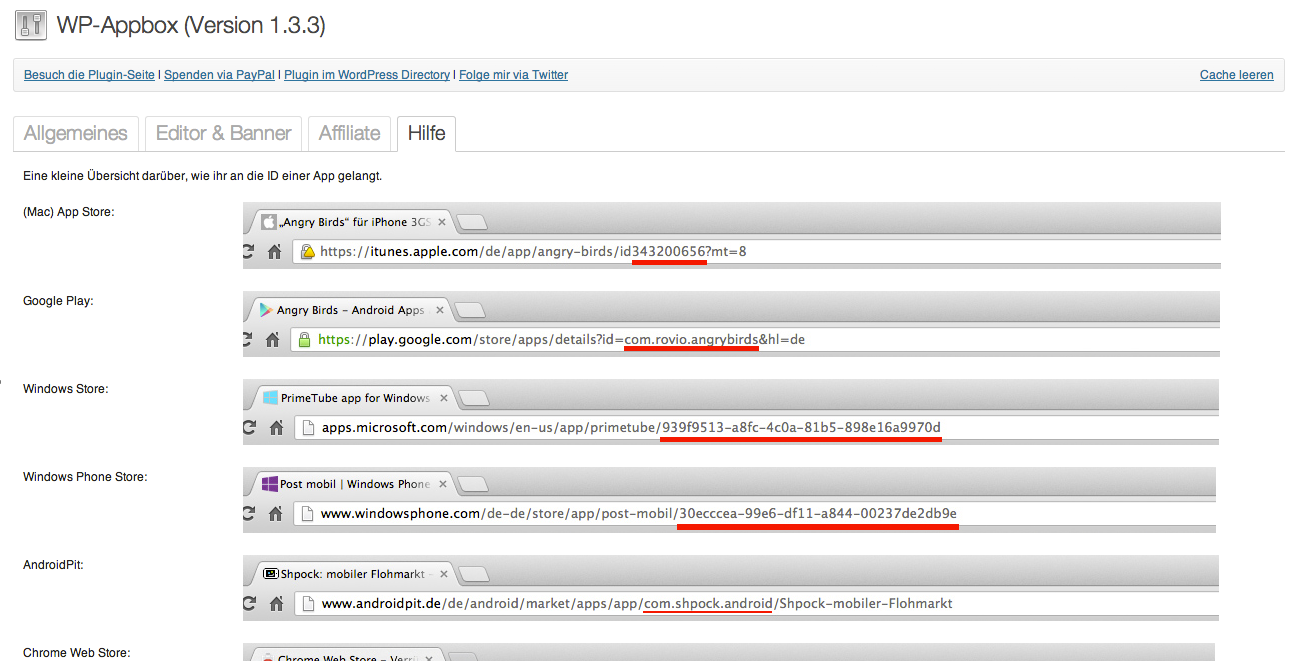 WP-Appbox (Version 1.3.3)
Besuch die Plugin-Seite | Spenden via PayPal | Plugin im WordPress Directory | Folge mir via Twitter
Cache leeren
Allgemeines
Editor & Banner
Affiliate
Hilfe
Eine kleine Übersicht darüber, wie ihr an die ID einer App gelangt.
(Mac) App Store:
„Angry Birds“ für iPhone 3GS
https://itunes.apple.com/de/app/angry-birds/id343200656?mt=8
Google Play:
Angry Birds – Android Apps
https://play.google.com/store/apps/details?id=com.rovio.angrybirds&hl=de
Windows Store:
PrimeTube app for Windows
apps.microsoft.com/windows/en-us/app/primetube/939f9513-a8fc-4c0a-81b5-898e16a9970d
Windows Phone Store:
Post mobil | Windows Phone
www.windowsphone.com/de-de/store/app/post-mobil/30ecccea-99e6-df11-a844-00237de2db9e
AndroidPit:
Shpock: mobiler Flohmarkt -
www.androidpit.de/de/android/market/apps/app/com.shpock.android/Shpock-mobiler-Flohmarkt
Chrome Web Store:
Chrome Web Store –